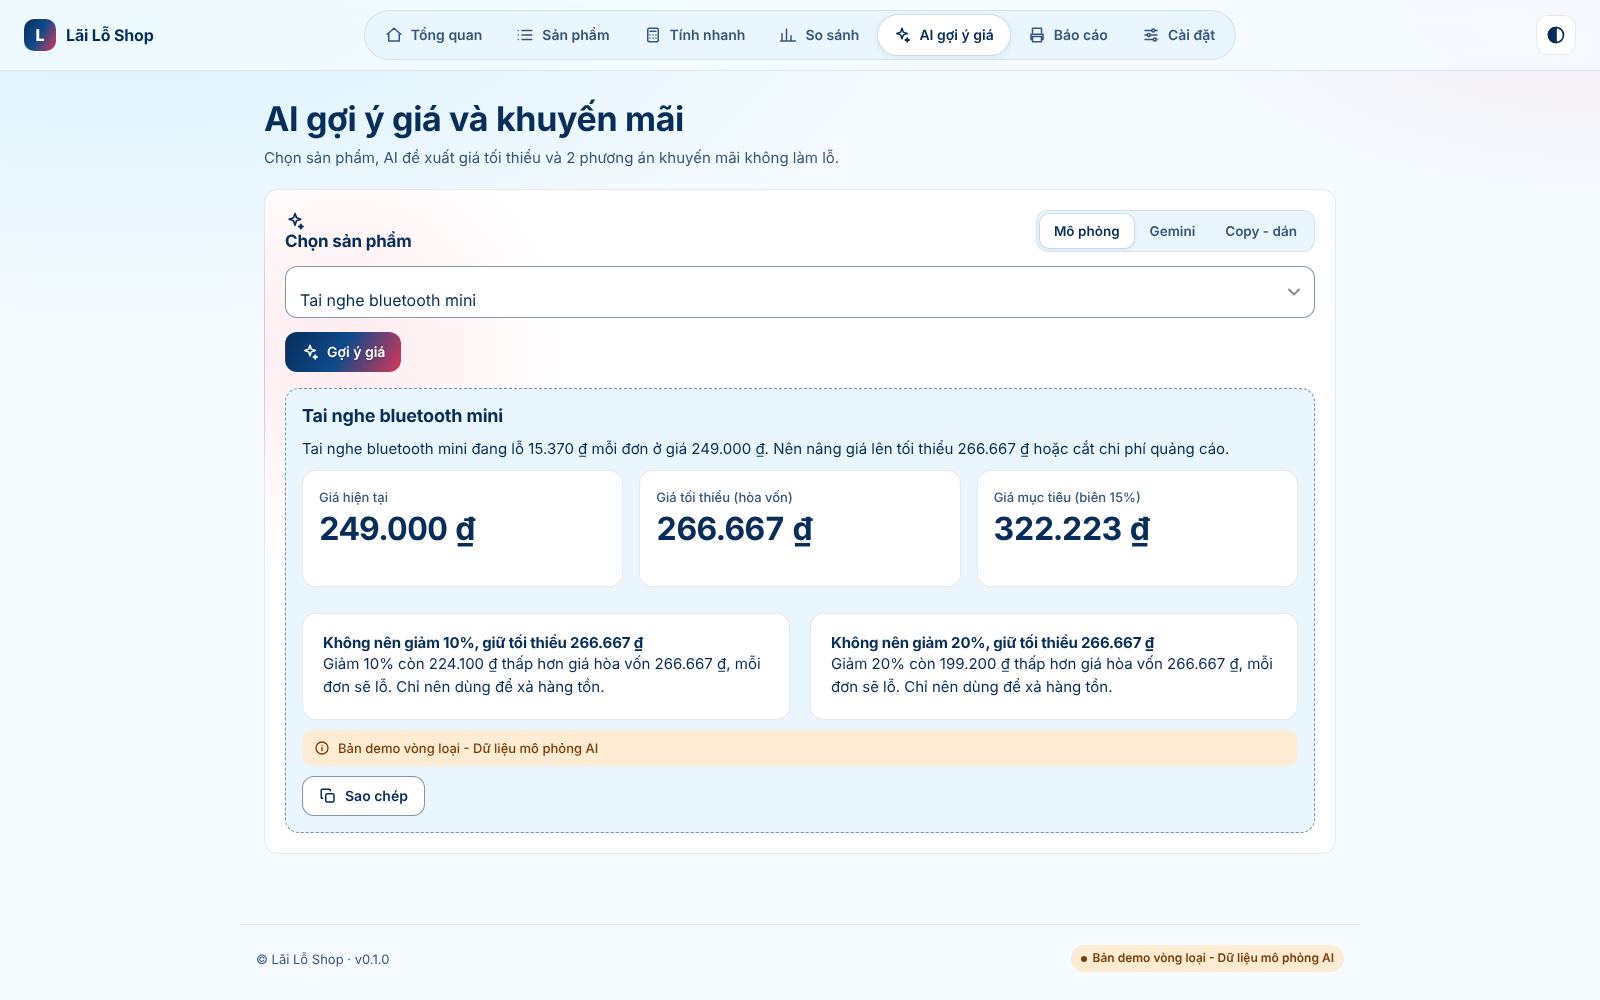 L Lãi Lỗ Shop
Tổng quan
Sản phẩm
Tính nhanh
So sánh
AI gợi ý giá
Báo cáo
Cài đặt
AI gợi ý giá và khuyến mãi
Chọn sản phẩm, AI đề xuất giá tối thiểu và 2 phương án khuyến mãi không làm lỗ.
Chọn sản phẩm
Mô phỏng
Gemini
Copy - dán
Tai nghe bluetooth mini
Gợi ý giá
Tai nghe bluetooth mini
Tai nghe bluetooth mini đang lỗ 15.370 ₫ mỗi đơn ở giá 249.000 ₫. Nên nâng giá lên tối thiểu 266.667 ₫ hoặc cắt chi phí quảng cáo.
Giá hiện tại
249.000 ₫
Giá tối thiểu (hòa vốn)
266.667 ₫
Giá mục tiêu (biên 15%)
322.223 ₫
Không nên giảm 10%, giữ tối thiểu 266.667 ₫
Giảm 10% còn 224.100 ₫ thấp hơn giá hòa vốn 266.667 ₫, mỗi
đơn sẽ lỗ. Chỉ nên dùng để xả hàng tồn.
Không nên giảm 20%, giữ tối thiểu 266.667 ₫
Giảm 20% còn 199.200 ₫ thấp hơn giá hòa vốn 266.667 ₫, mỗi
đơn sẽ lỗ. Chỉ nên dùng để xả hàng tồn.
Bản demo vòng loại - Dữ liệu mô phỏng AI
Sao chép
© Lãi Lỗ Shop · v0.1.0
Bản demo vòng loại - Dữ liệu mô phỏng AI